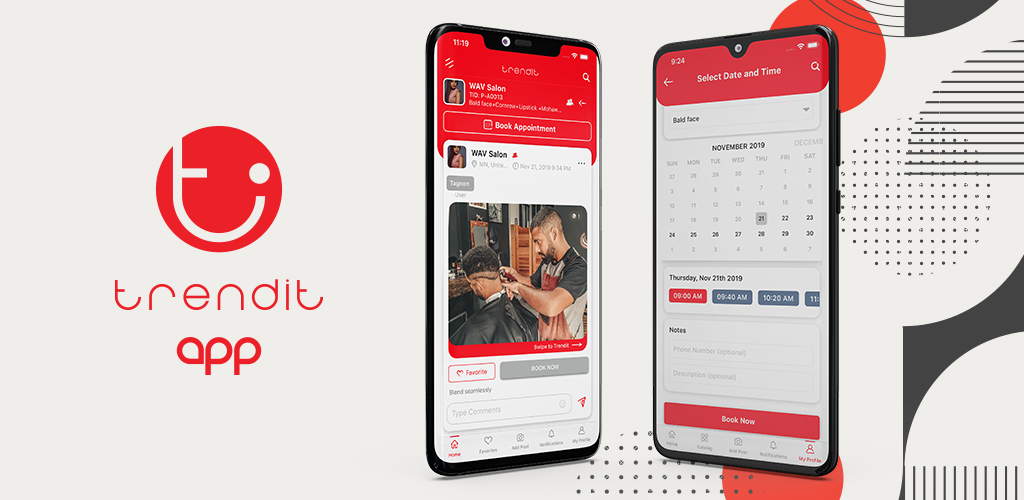 trendit
app
11:19
trendit
WAV Salon
TID: P-A0013
Bald face+Cornrow+Lipstick +Mohaw...
Book Appointment
WAV Salon
MN, Unite... Nov 21, 2019 9:34 PM
Tagnon
User
Swipe to Trendit
Favorite
BOOK NOW
Blend seamlessly
Type Comments
Home Favorites Add Post Notifications My Profile
9:24
Select Date and Time
Bald face
NOVEMBER 2019 DECEMB
SUN MON TUE WED THU FRI SAT
27 28 29 30 31 1 2
3 4 5 6 7 8 9
10 11 12 13 14 15 16
17 18 19 20 21 22 23
24 25 26 27 28 29 30
1 2 3 4 5 6 7
Thursday, Nov 21th 2019
09:00 AM 09:40 AM 10:20 AM 11:
Notes
Phone Number (optional)
Description (optional)
Book Now
Home Catalog Add Post Notifications My Profile